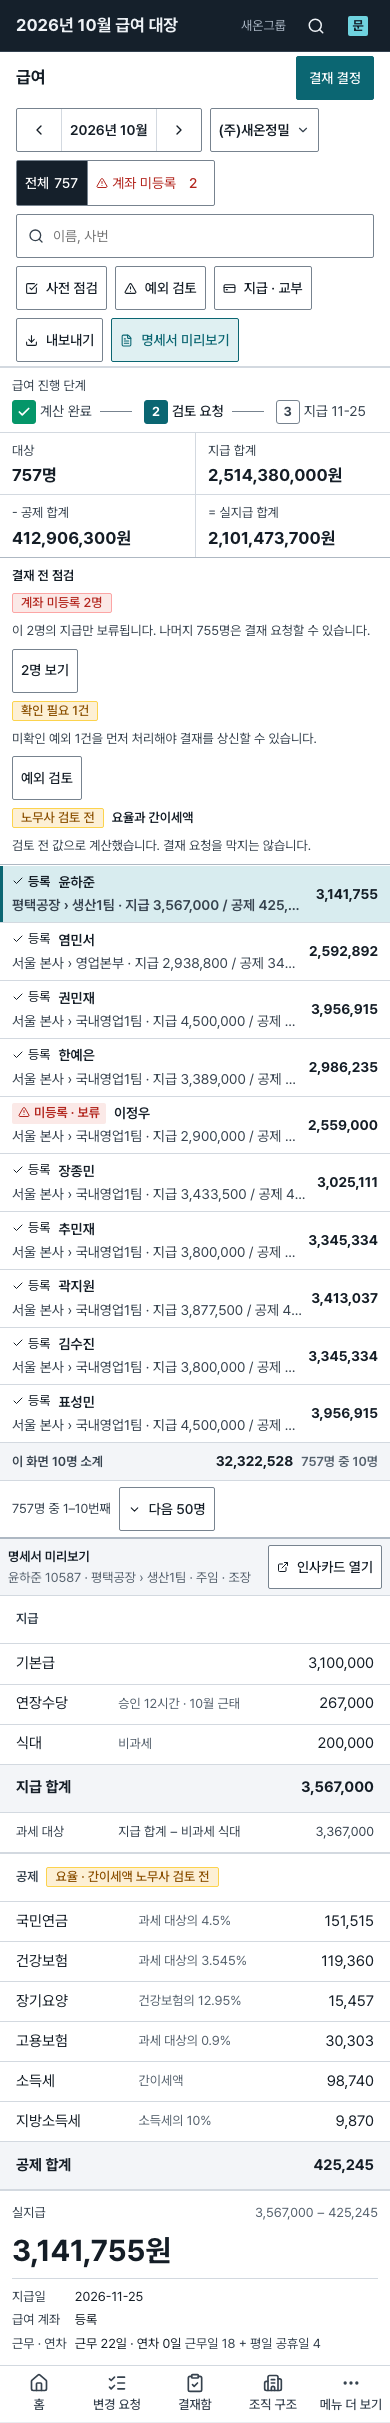 2026년 10월 급여 대장 새온그룹 문
급여 결재 결정
2026년 10월 (주)새온정밀
전체 757 계좌 미등록 2
이름, 사번
사전 점검 예외 검토 지급 · 교부
내보내기 명세서 미리보기
급여 진행 단계
계산 완료 2 검토 요청 3 지급 11-25
대상 지급 합계
757명 2,514,380,000원
- 공제 합계 = 실지급 합계
412,906,300원 2,101,473,700원
결재 전 점검
계좌 미등록 2명
이 2명의 지급만 보류됩니다. 나머지 755명은 결재 요청할 수 있습니다.
2명 보기
확인 필요 1건
미확인 예외 1건을 먼저 처리해야 결재를 상신할 수 있습니다.
예외 검토
노무사 검토 전 요율과 간이세액
검토 전 값으로 계산했습니다. 결재 요청을 막지는 않습니다.
등록 윤하준 3,141,755
평택공장 › 생산1팀 · 지급 3,567,000 / 공제 425,...
등록 염민서 2,592,892
서울 본사 › 영업본부 · 지급 2,938,800 / 공제 34...
등록 권민재 3,956,915
서울 본사 › 국내영업1팀 · 지급 4,500,000 / 공제 ...
등록 한예은 2,986,235
서울 본사 › 국내영업1팀 · 지급 3,389,000 / 공제 ...
미등록 · 보류 이정우 2,559,000
서울 본사 › 국내영업1팀 · 지급 2,900,000 / 공제 ...
등록 장종민 3,025,111
서울 본사 › 국내영업1팀 · 지급 3,433,500 / 공제 4...
등록 추민재 3,345,334
서울 본사 › 국내영업1팀 · 지급 3,800,000 / 공제 ...
등록 곽지원 3,413,037
서울 본사 › 국내영업1팀 · 지급 3,877,500 / 공제 4...
등록 김수진 3,345,334
서울 본사 › 국내영업1팀 · 지급 3,800,000 / 공제 ...
등록 표성민 3,956,915
서울 본사 › 국내영업1팀 · 지급 4,500,000 / 공제 ...
이 화면 10명 소계 32,322,528 757명 중 10명
757명 중 1–10번째 다음 50명
명세서 미리보기 인사카드 열기
윤하준 10587 · 평택공장 › 생산1팀 · 주임 · 조장
지급
기본급 3,100,000
연장수당 승인 12시간 · 10월 근태 267,000
식대 비과세 200,000
지급 합계 3,567,000
과세 대상 지급 합계 − 비과세 식대 3,367,000
공제 요율 · 간이세액 노무사 검토 전
국민연금 과세 대상의 4.5% 151,515
건강보험 과세 대상의 3.545% 119,360
장기요양 건강보험의 12.95% 15,457
고용보험 과세 대상의 0.9% 30,303
소득세 간이세액 98,740
지방소득세 소득세의 10% 9,870
공제 합계 425,245
실지급 3,567,000 − 425,245
3,141,755원
지급일 2026-11-25
급여 계좌 등록
근무 · 연차 근무 22일 · 연차 0일 근무일 18 + 평일 공휴일 4
홈 변경 요청 결재함 조직 구조 메뉴 더 보기